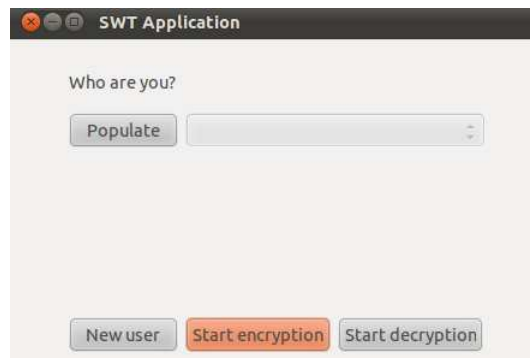 SWT Application
Who are you?
Populate
New user Start encryption Start decryption